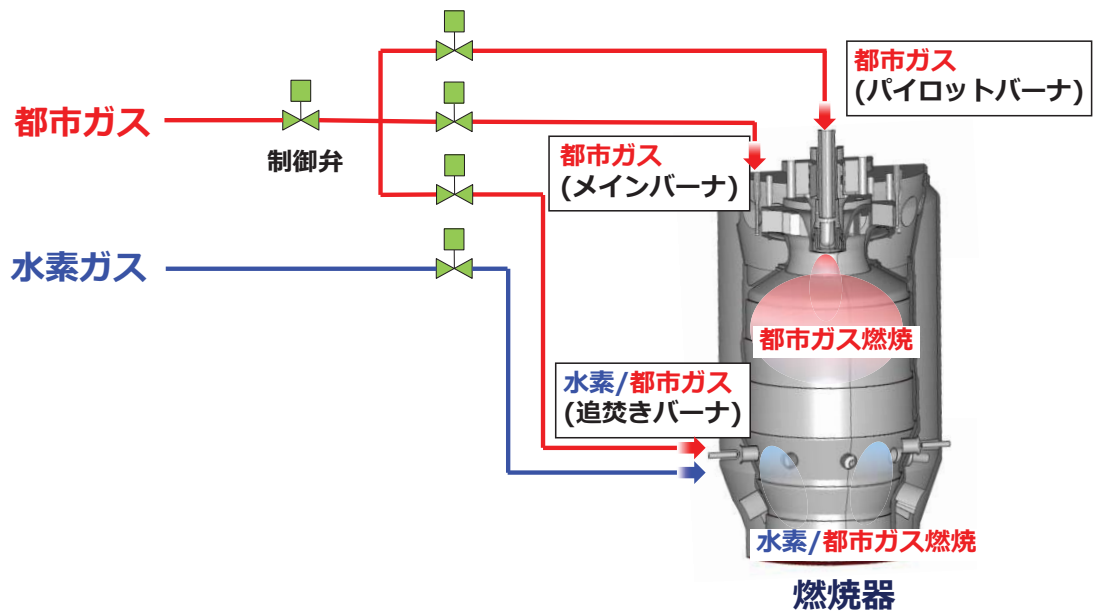 都市ガス
(パイロットバーナ)
都市ガス
制御弁
都市ガス
(メインバーナ)
水素ガス
都市ガス燃焼
水素/都市ガス
(追焚きバーナ)
水素/都市ガス燃焼
燃焼器